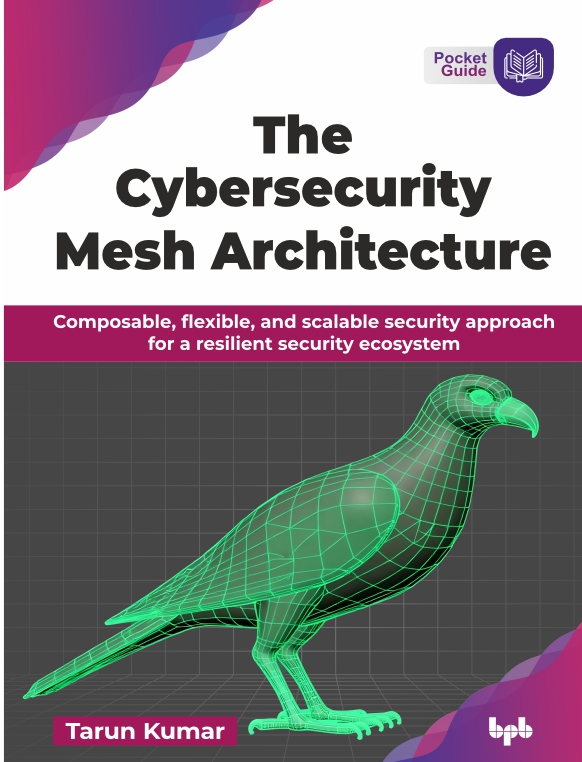 Pocket
Guide
The
Cybersecurity
Mesh Architecture
Composable, flexible, and scalable security approach
for a resilient security ecosystem
Tarun Kumar
bpb